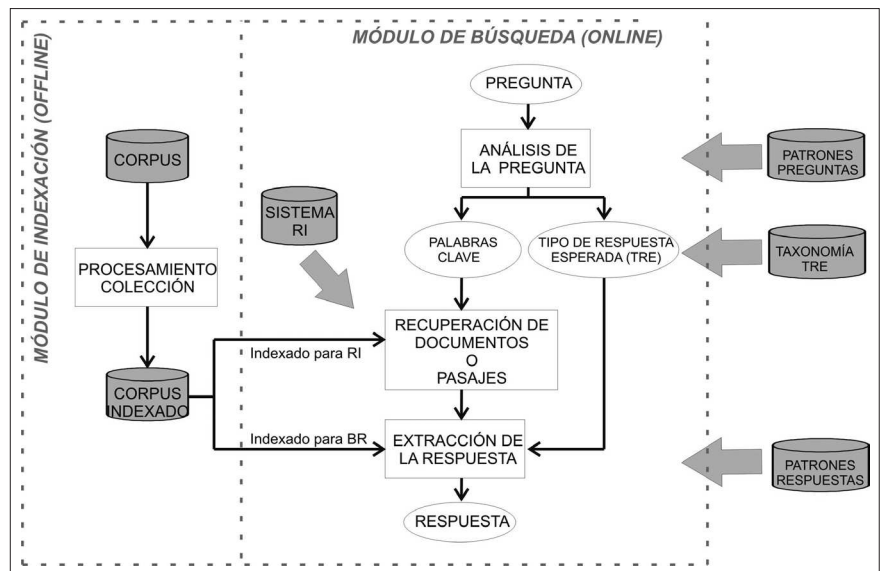 MÓDULO DE INDEXACIÓN (OFFLINE)
CORPUS
PROCESAMIENTO
COLECCIÓN
CORPUS
INDEXADO
MÓDULO DE BÚSQUEDA (ONLINE)
PREGUNTA
ANÁLISIS DE
LA PREGUNTA
SISTEMA
RI
PALABRAS
CLAVE
TIPO DE RESPUESTA
ESPERADA (TRE)
Indexado para RI
RECUPERACIÓN DE
DOCUMENTOS
O
PASAJES
Indexado para BR
EXTRACCIÓN DE
LA RESPUESTA
RESPUESTA
PATRONES
PREGUNTAS
TAXONOMÍA
TRE
PATRONES
RESPUESTAS